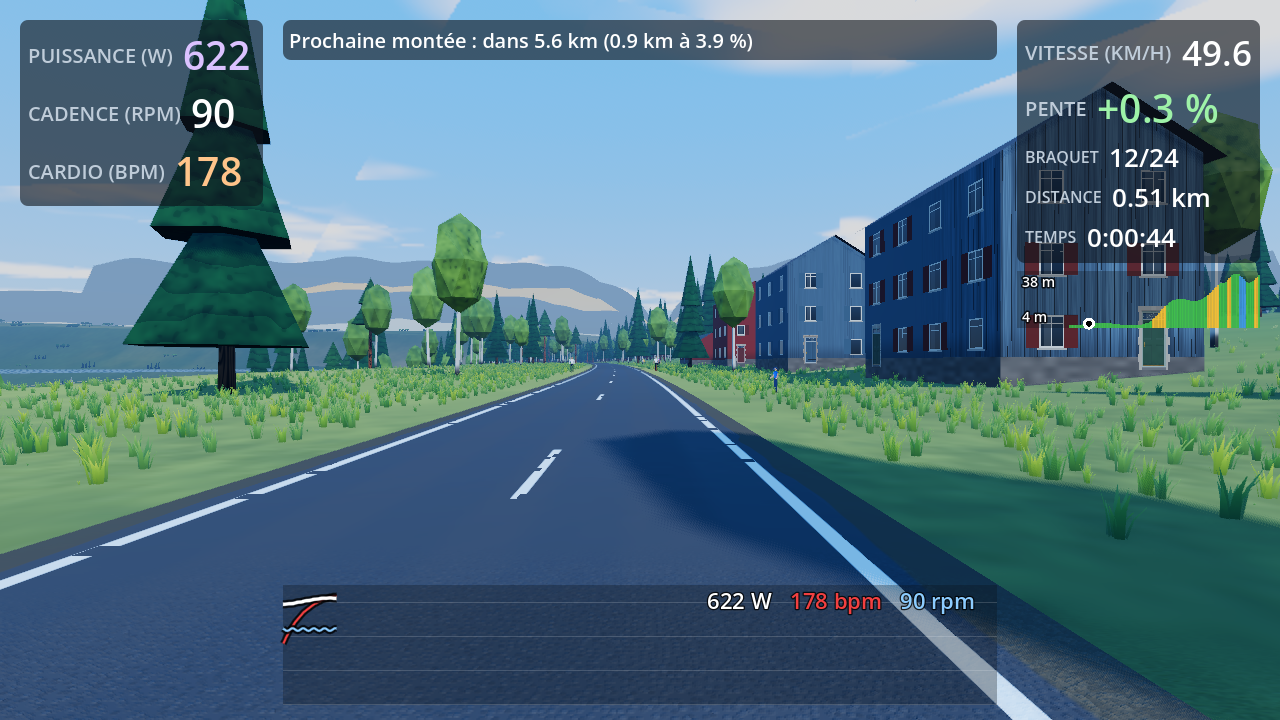 PUISSANCE (W) 622
CADENCE (RPM) 90
CARDIO (BPM) 178
Prochaine montée : dans 5.6 km (0.9 km à 3.9 %)
VITESSE (KM/H) 49.6
PENTE +0.3 %
BRAQUET 12/24
DISTANCE 0.51 km
TEMPS 0:00:44
38 m
4 m
622 W 178 bpm 90 rpm